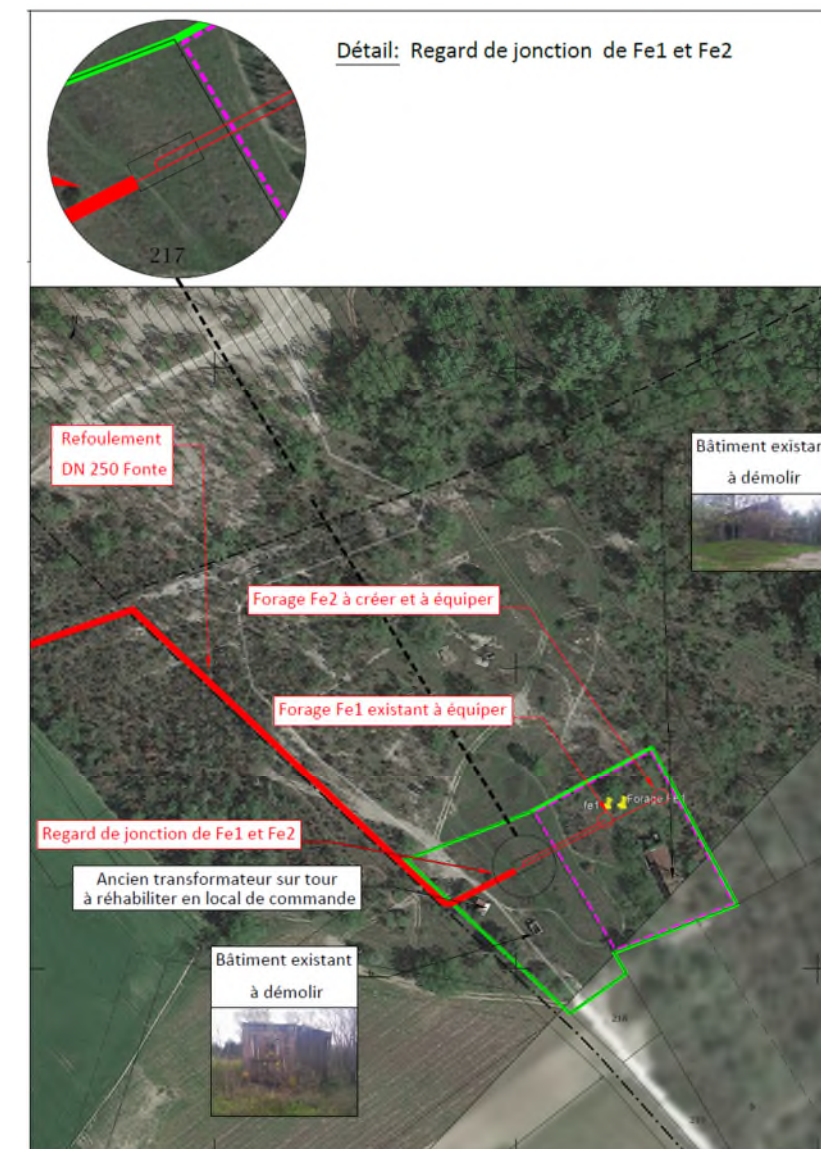 Détail: Regard de jonction de Fe1 et Fe2
217
Refoulement
DN 250 Fonte
Bâtiment existan
à démolir
Forage Fe2 à créer et à équiper
Forage Fe1 existant à équiper
fe1
Forage Fe1
Regard de jonction de Fe1 et Fe2
Ancien transformateur sur tour
à réhabiliter en local de commande
Bâtiment existant
à démolir
218